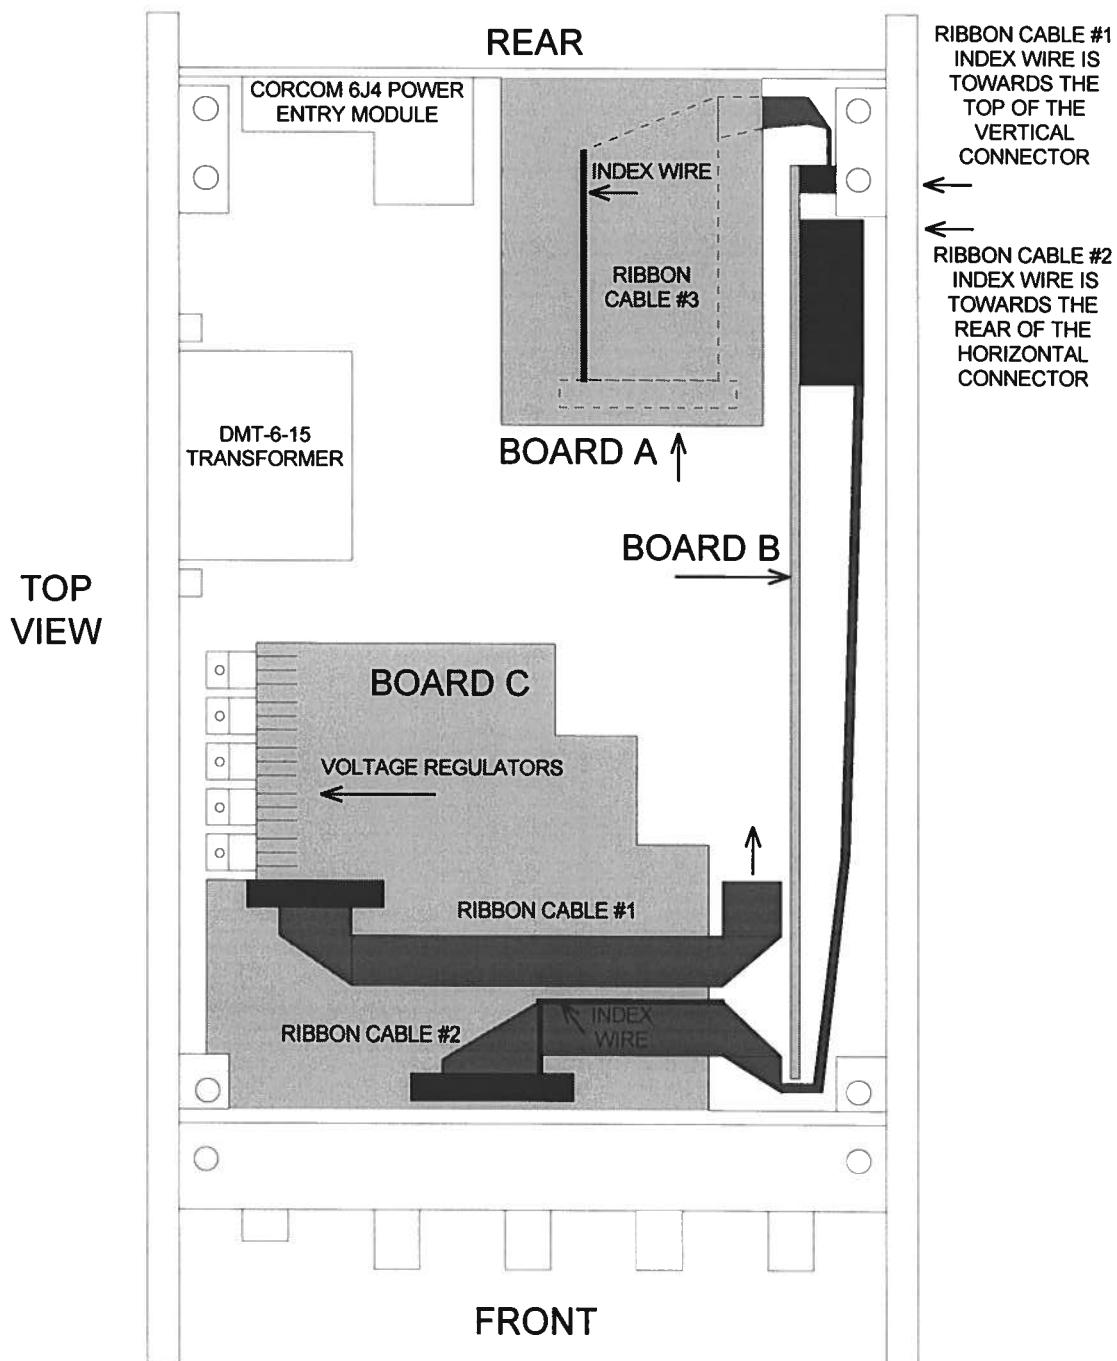 REAR
RIBBON CABLE #1
INDEX WIRE IS
TOWARDS THE
TOP OF THE
VERTICAL
CONNECTOR
CORCOM 6J4 POWER
ENTRY MODULE
INDEX WIRE
RIBBON
CABLE #3
RIBBON CABLE #2
INDEX WIRE IS
TOWARDS THE
REAR OF THE
HORIZONTAL
CONNECTOR
DMT-6-15
TRANSFORMER
BOARD A
BOARD B
TOP
VIEW
BOARD C
VOLTAGE REGULATORS
RIBBON CABLE #1
RIBBON CABLE #2
INDEX
WIRE
FRONT